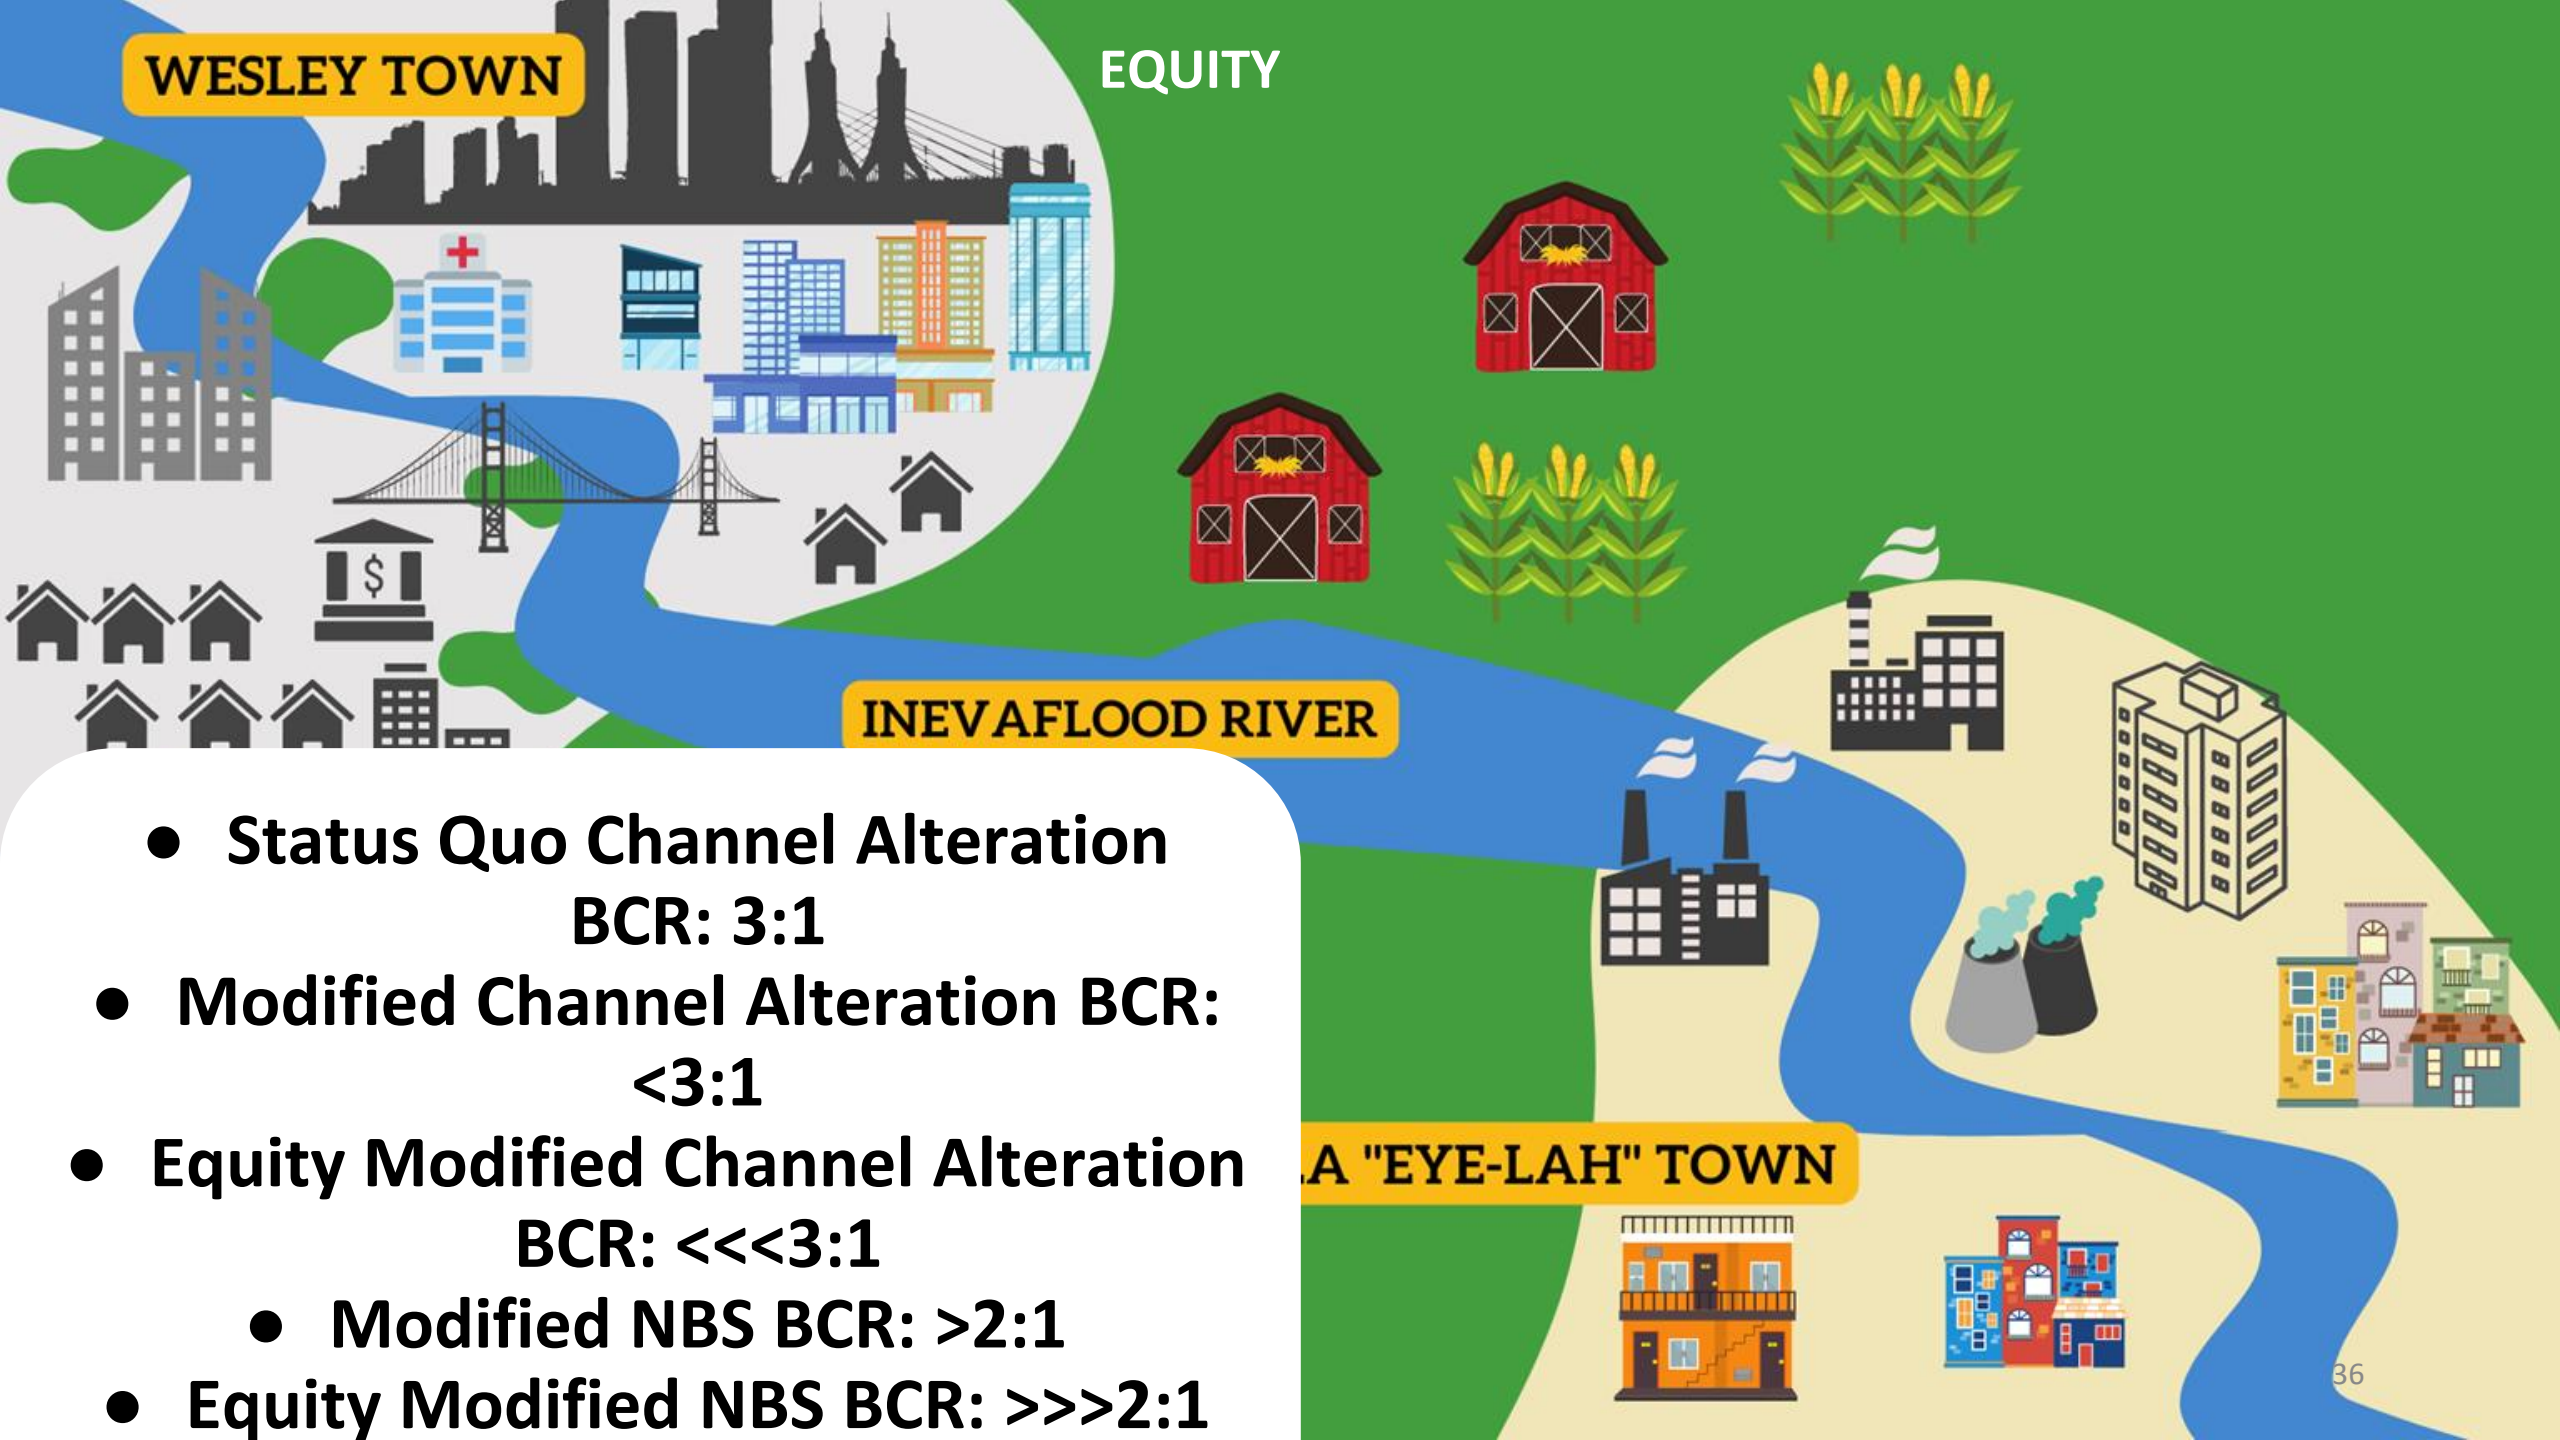 WESLEY TOWN
EQUITY
$
INEVAFLOOD RIVER
● Status Quo Channel Alteration
BCR: 3:1
● Modified Channel Alteration BCR:
<3:1
● Equity Modified Channel Alteration
BCR: <<<3:1
● Modified NBS BCR: >2:1
● Equity Modified NBS BCR: >>>2:1
LA "EYE-LAH" TOWN
36